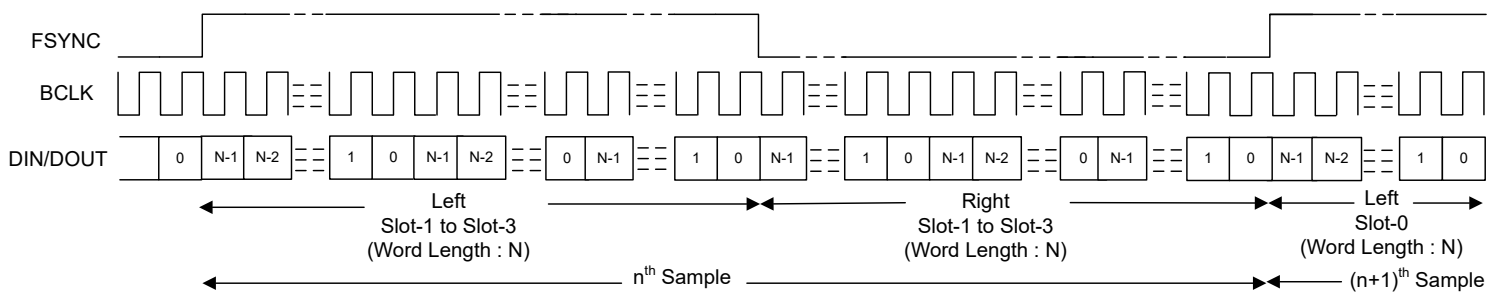 FSYNC
BCLK
DIN/DOUT
0 N-1 N-2 1 0 N-1 N-2 0 N-1 1 0 N-1 1 0 N-1 N-2 0 N-1 1 0 N-1 N-2 1 0
Left
Slot-1 to Slot-3
(Word Length : N)
Right
Slot-1 to Slot-3
(Word Length : N)
Left
Slot-0
(Word Length : N)
nth Sample
(n+1)th Sample